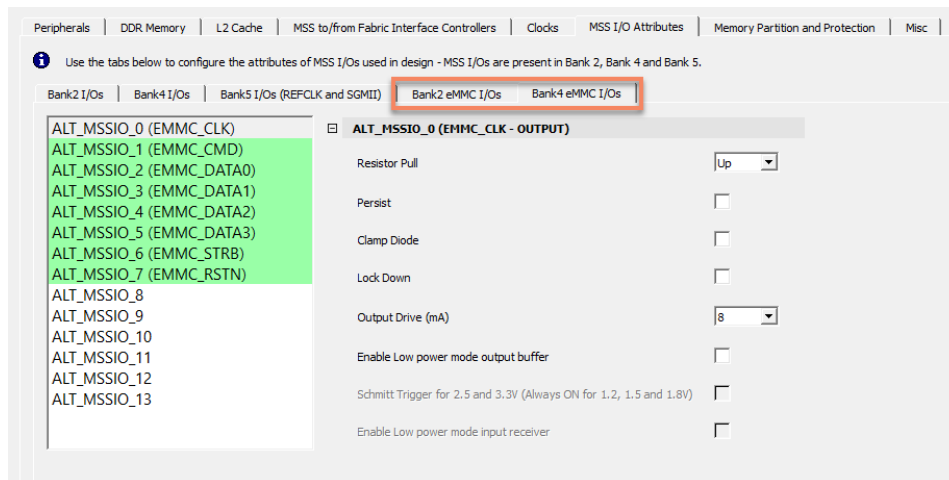 Peripherals DDR Memory L2 Cache MSS to/from Fabric Interface Controllers Clocks MSS I/O Attributes Memory Partition and Protection Misc
Use the tabs below to configure the attributes of MSS I/Os used in design - MSS I/Os are present in Bank 2, Bank 4 and Bank 5.
Bank2 I/Os Bank4 I/Os Bank5 I/Os (REFCLK and SGMII) Bank2 eMMC I/Os Bank4 eMMC I/Os
ALT_MSSIO_0 (EMMC_CLK)
ALT_MSSIO_1 (EMMC_CMD)
ALT_MSSIO_2 (EMMC_DATA0)
ALT_MSSIO_3 (EMMC_DATA1)
ALT_MSSIO_4 (EMMC_DATA2)
ALT_MSSIO_5 (EMMC_DATA3)
ALT_MSSIO_6 (EMMC_STRB)
ALT_MSSIO_7 (EMMC_RSTN)
ALT_MSSIO_8
ALT_MSSIO_9
ALT_MSSIO_10
ALT_MSSIO_11
ALT_MSSIO_12
ALT_MSSIO_13
ALT_MSSIO_0 (EMMC_CLK - OUTPUT)
Resistor Pull Up
Persist
Clamp Diode
Lock Down
Output Drive (mA) 8
Enable Low power mode output buffer
Schmitt Trigger for 2.5 and 3.3V (Always ON for 1.2, 1.5 and 1.8V)
Enable Low power mode input receiver